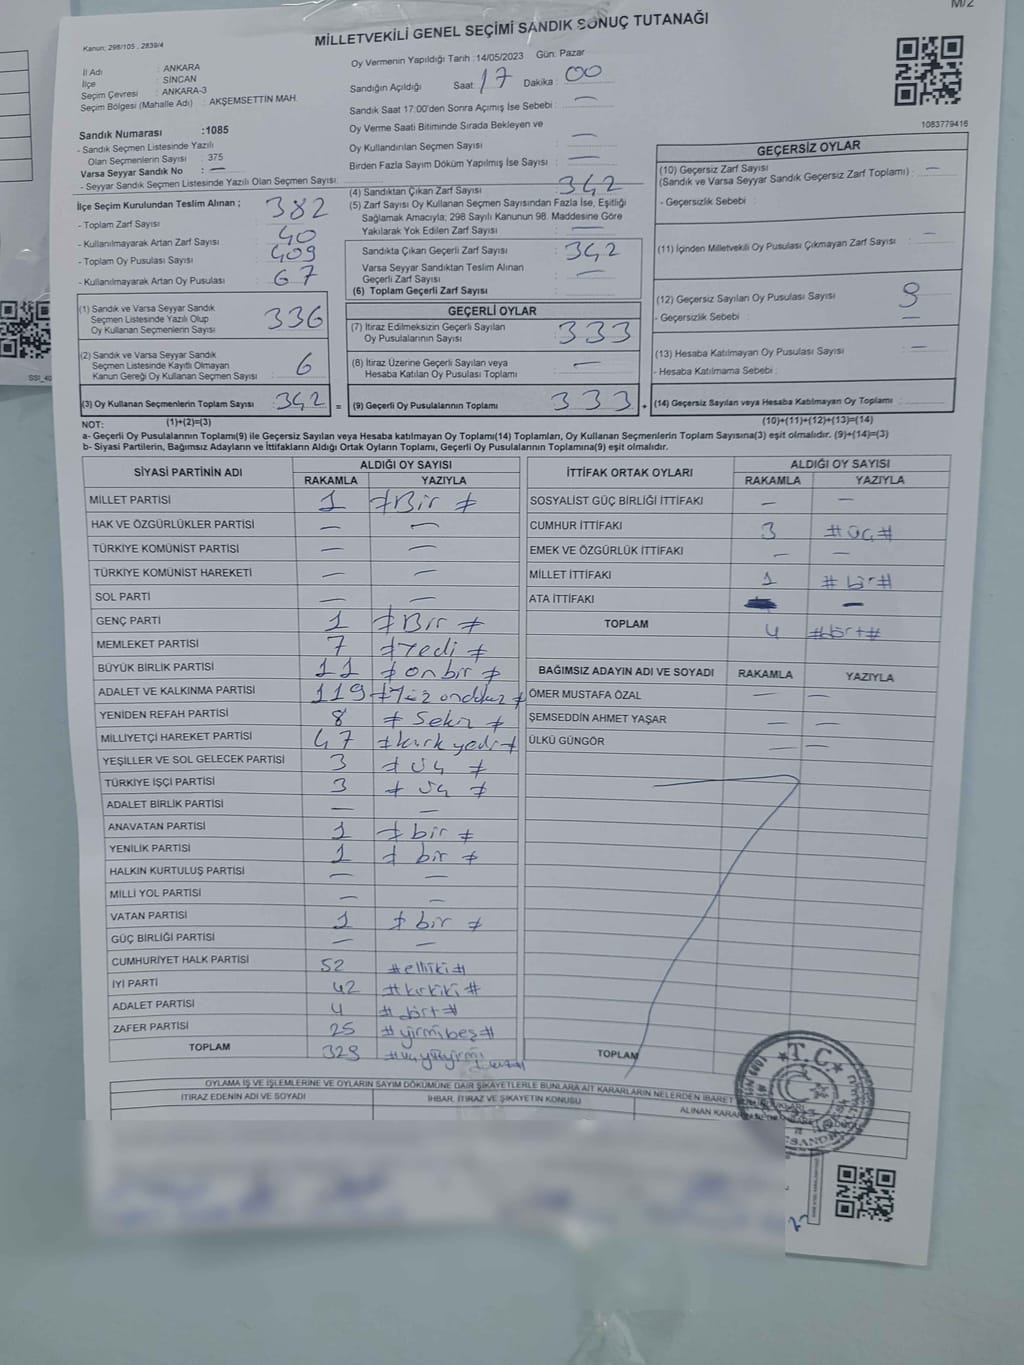 M/2
Kanun: 298/105 , 2839/4
MİLLETVEKİLİ GENEL SEÇİMİ SANDIK SONUÇ TUTANAĞI
İl Adı : ANKARA
İlçe : SİNCAN
Seçim Çevresi : ANKARA-3
Seçim Bölgesi (Mahalle Adı) : AKŞEMSETTİN MAH.
Sandık Numarası :1085
- Sandık Seçmen Listesinde Yazılı
Olan Seçmenlerin Sayısı : 375
Varsa Seyyar Sandık No : —
- Seyyar Sandık Seçmen Listesinde Yazılı Olan Seçmen Sayısı:
Oy Vermenin Yapıldığı Tarih :14/05/2023 Gün: Pazar
Sandığın Açıldığı Saat : 17 Dakika : 00
Sandık Saat 17:00'den Sonra Açımış İse Sebebi : —
Oy Verme Saati Bitiminde Sırada Bekleyen ve
Oy Kullandırılan Seçmen Sayısı : —
Birden Fazla Sayım Döküm Yapılmış İse Sayısı : —
1083779416
İlçe Seçim Kurulundan Teslim Alınan ;
- Toplam Zarf Sayısı : 382
- Kullanılmayarak Artan Zarf Sayısı : 40
- Toplam Oy Pusulası Sayısı : 409
- Kullanılmayarak Artan Oy Pusulası : 67
(4) Sandıktan Çıkan Zarf Sayısı : 342
(5) Zarf Sayısı Oy Kullanan Seçmen Sayısından Fazla İse, Eşitliği
Sağlamak Amacıyla; 298 Sayılı Kanunun 98. Maddesine Göre
Yakılarak Yok Edilen Zarf Sayısı : —
Sandıkta Çıkan Geçerli Zarf Sayısı : 342
Varsa Seyyar Sandıktan Teslim Alınan
Geçerli Zarf Sayısı : —
(6) Toplam Geçerli Zarf Sayısı :
GEÇERSİZ OYLAR
(10) Geçersiz Zarf Sayısı
(Sandık ve Varsa Seyyar Sandık Geçersiz Zarf Toplamı) : —
- Geçersizlik Sebebi :
(11) İçinden Milletvekili Oy Pusulası Çıkmayan Zarf Sayısı : —
(12) Geçersiz Sayılan Oy Pusulası Sayısı : 9
- Geçersizlik Sebebi : —
(13) Hesaba Katılmayan Oy Pusulası Sayısı : —
- Hesaba Katılmama Sebebi :
(14) Geçersiz Sayılan veya Hesaba Katılmayan Oy Toplamı :
(1) Sandık ve Varsa Seyyar Sandık
Seçmen Listesinde Yazılı Olup
Oy Kullanan Seçmenlerin Sayısı : 336
(2) Sandık ve Varsa Seyyar Sandık
Seçmen Listesinde Kayıtlı Olmayan
Kanun Gereği Oy Kullanan Seçmen Sayısı : 6
(3) Oy Kullanan Seçmenlerin Toplam Sayısı : 342 =
GEÇERLİ OYLAR
(7) İtiraz Edilmeksizin Geçerli Sayılan
Oy Pusulalarının Sayısı : 333
(8) İtiraz Üzerine Geçerli Sayılan veya
Hesaba Katılan Oy Pusulası Toplamı : —
(9) Geçerli Oy Pusulalarının Toplamı : 333 +
NOT: (1)+(2)=(3) (10)+(11)+(12)+(13)=(14)
a- Geçerli Oy Pusulalarının Toplamı(9) ile Geçersiz Sayılan veya Hesaba katılmayan Oy Toplamı(14) Toplamları, Oy Kullanan Seçmenlerin Toplam Sayısına(3) eşit olmalıdır. (9)+(14)=(3)
b- Siyasi Partilerin, Bağımsız Adayların ve İttifakların Aldığı Ortak Oyların Toplamı, Geçerli Oy Pusulalarının Toplamına(9) eşit olmalıdır.
SİYASİ PARTİNİN ADI ALDIĞI OY SAYISI
RAKAMLA YAZIYLA
MİLLET PARTİSİ 1 ≠Bir ≠
HAK VE ÖZGÜRLÜKLER PARTİSİ — —
TÜRKİYE KOMÜNİST PARTİSİ — —
TÜRKİYE KOMÜNİST HAREKETİ — —
SOL PARTİ — —
GENÇ PARTİ 1 ≠Bir ≠
MEMLEKET PARTİSİ 7 ≠Yedi ≠
BÜYÜK BİRLİK PARTİSİ 11 ≠ onbir ≠
ADALET VE KALKINMA PARTİSİ 119 ≠Yüz ondokuz ≠
YENİDEN REFAH PARTİSİ 8 ≠ Sekiz ≠
MİLLİYETÇİ HAREKET PARTİSİ 47 ≠kırk yedi≠
YEŞİLLER VE SOL GELECEK PARTİSİ 3 ≠ üç ≠
TÜRKİYE İŞÇİ PARTİSİ 3 ≠ üç ≠
ADALET BİRLİK PARTİSİ — —
ANAVATAN PARTİSİ 1 ≠ bir ≠
YENİLİK PARTİSİ 1 ≠ bir ≠
HALKIN KURTULUŞ PARTİSİ — —
MİLLİ YOL PARTİSİ — —
VATAN PARTİSİ 1 ≠ bir ≠
GÜÇ BİRLİĞİ PARTİSİ — —
CUMHURİYET HALK PARTİSİ 52 #elliiki#
İYİ PARTİ 42 #kırkiki#
ADALET PARTİSİ 4 # dört#
ZAFER PARTİSİ 25 #yirmibeş#
TOPLAM 329
İTTİFAK ORTAK OYLARI ALDIĞI OY SAYISI
RAKAMLA YAZIYLA
SOSYALİST GÜÇ BİRLİĞİ İTTİFAKI — —
CUMHUR İTTİFAKI 3 #üç#
EMEK VE ÖZGÜRLÜK İTTİFAKI — —
MİLLET İTTİFAKI 1 # bir#
ATA İTTİFAKI —
TOPLAM 4 #dört#
BAĞIMSIZ ADAYIN ADI VE SOYADI RAKAMLA YAZIYLA
ÖMER MUSTAFA ÖZAL — —
ŞEMSEDDİN AHMET YAŞAR — —
ÜLKÜ GÜNGÖR — —
TOPLAM
T.C.
OYLAMA İŞ VE İŞLEMLERİNE VE OYLARIN SAYIM DÖKÜMÜNE DAİR ŞİKAYETLERLE BUNLARA AİT KARARLARIN NELERDEN İBARET
İTİRAZ EDENİN ADI VE SOYADI İHBAR, İTİRAZ VE ŞİKAYETİN KONUSU ALINAN KARAR